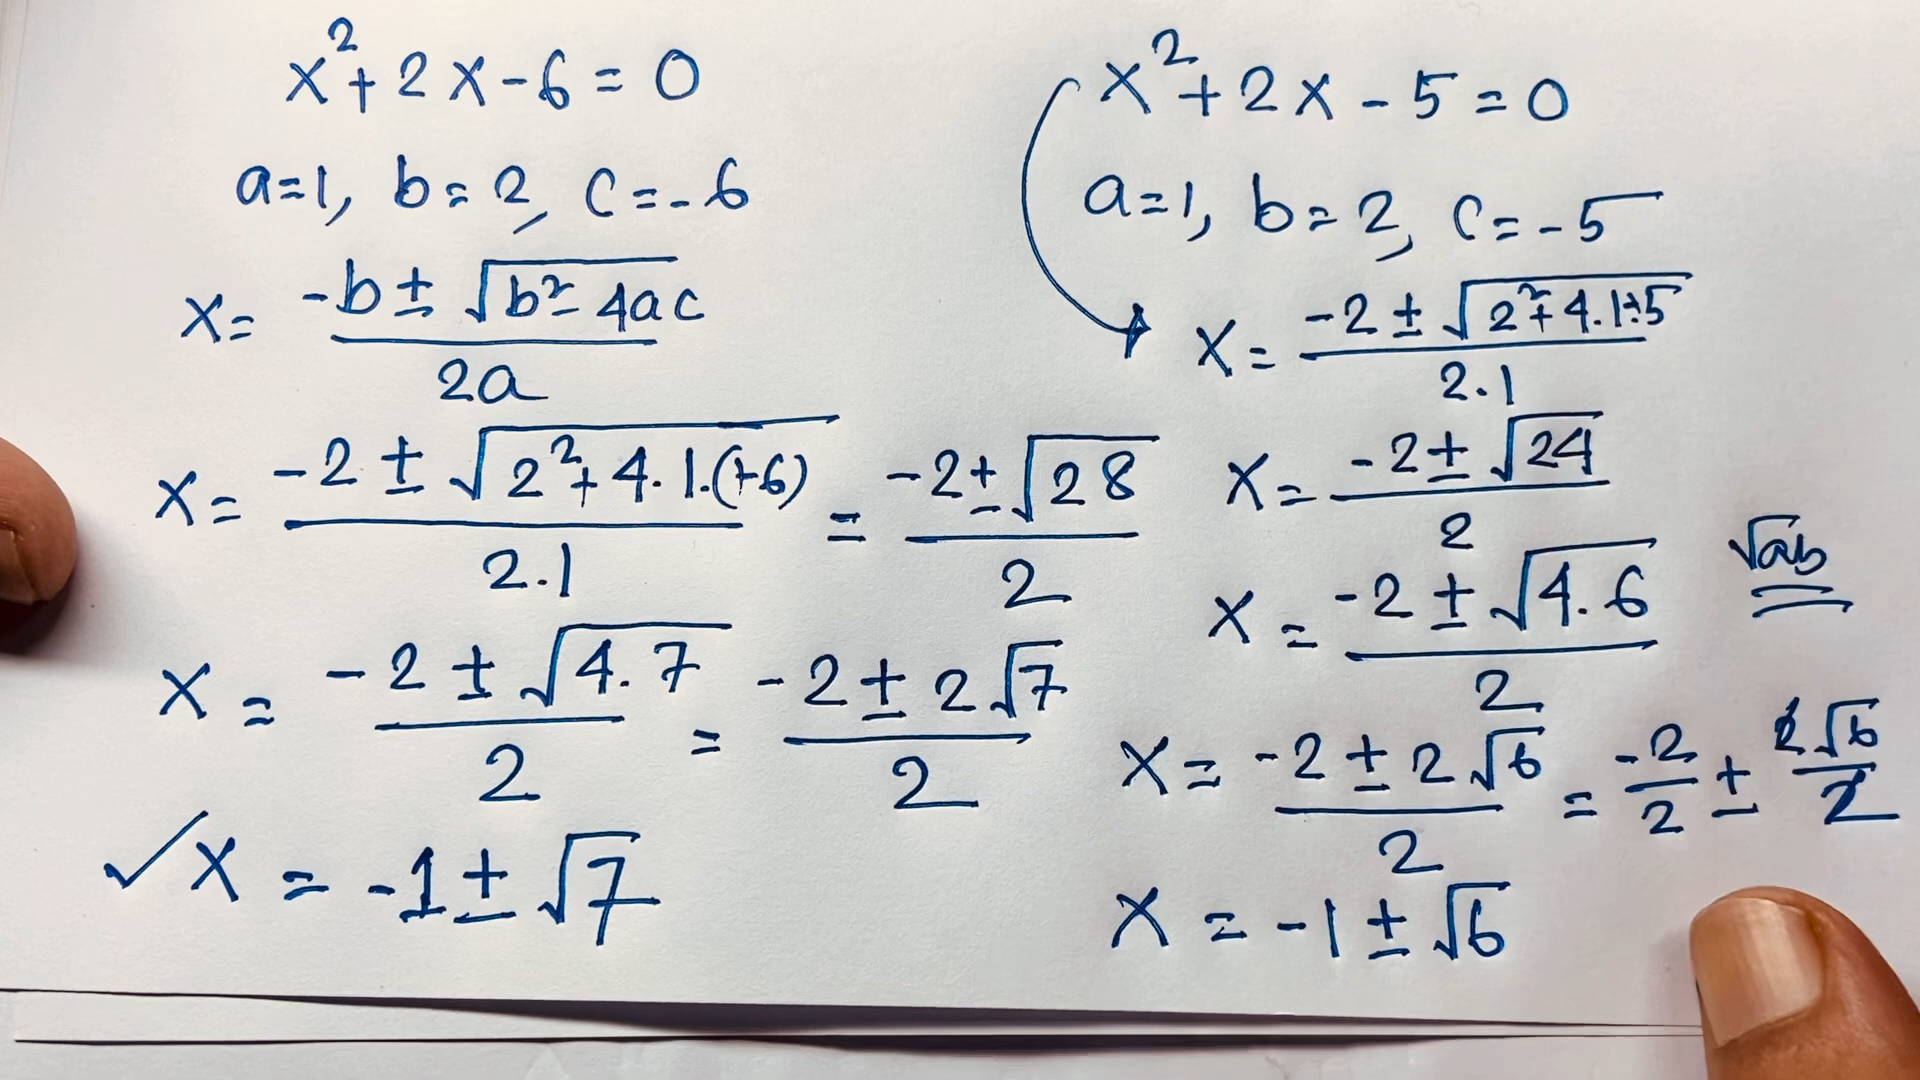 x²+2x-6=0
a=1, b=2, c=-6
x= (-b±√(b²-4ac))/(2a)
x= (-2±√(2²+4.1.(+6)))/(2.1) = (-2±√28)/2
x= (-2±√(4.7))/2 = (-2±2√7)/2
✓x = -1±√7
x²+2x-5=0
a=1, b=2, c=-5
x= (-2±√(2²+4.1.+5))/(2.1)
x= (-2±√24)/2
x= (-2±√(4.6))/2
√ab
x= (-2±2√6)/2 = -2/2 ± 2√6/2
x = -1±√6